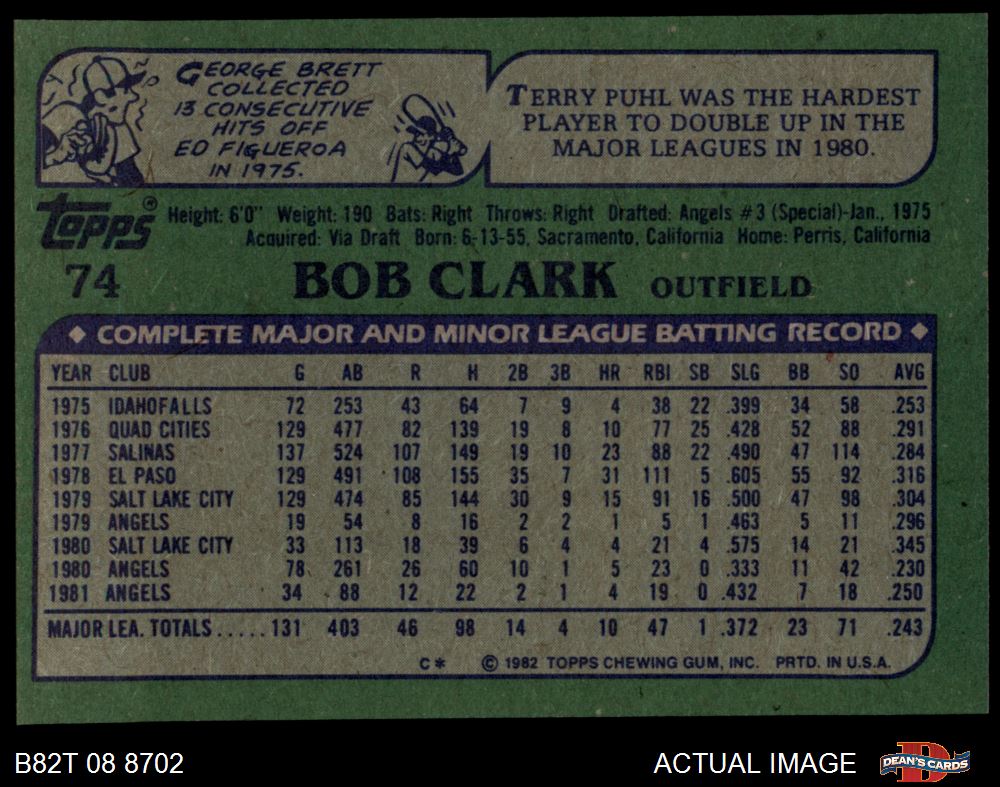 GEORGE BRETT
COLLECTED
13 CONSECUTIVE
HITS OFF
ED FIGUEROA
IN 1975.
TERRY PUHL WAS THE HARDEST
PLAYER TO DOUBLE UP IN THE
MAJOR LEAGUES IN 1980.
TOPPS®
Height: 6'0" Weight: 190 Bats: Right Throws: Right Drafted: Angels #3 (Special)-Jan., 1975
Acquired: Via Draft Born: 6-13-55, Sacramento, California Home: Perris, California
74 BOB CLARK OUTFIELD
◆ COMPLETE MAJOR AND MINOR LEAGUE BATTING RECORD ◆
YEAR CLUB G AB R H 2B 3B HR RBI SB SLG BB SO AVG
1975 IDAHOFALLS 72 253 43 64 7 9 4 38 22 .399 34 58 .253
1976 QUAD CITIES 129 477 82 139 19 8 10 77 25 .428 52 88 .291
1977 SALINAS 137 524 107 149 19 10 23 88 22 .490 47 114 .284
1978 EL PASO 129 491 108 155 35 7 31 111 5 .605 55 92 .316
1979 SALT LAKE CITY 129 474 85 144 30 9 15 91 16 .500 47 98 .304
1979 ANGELS 19 54 8 16 2 2 1 5 1 .463 5 11 .296
1980 SALT LAKE CITY 33 113 18 39 6 4 4 21 4 .575 14 21 .345
1980 ANGELS 78 261 26 60 10 1 5 23 0 .333 11 42 .230
1981 ANGELS 34 88 12 22 2 1 4 19 0 .432 7 18 .250
MAJOR LEA. TOTALS.....131 403 46 98 14 4 10 47 1 .372 23 71 .243
C* © 1982 TOPPS CHEWING GUM, INC. PRTD. IN U.S.A.
B82T 08 8702 ACTUAL IMAGE DEAN'S CARDS